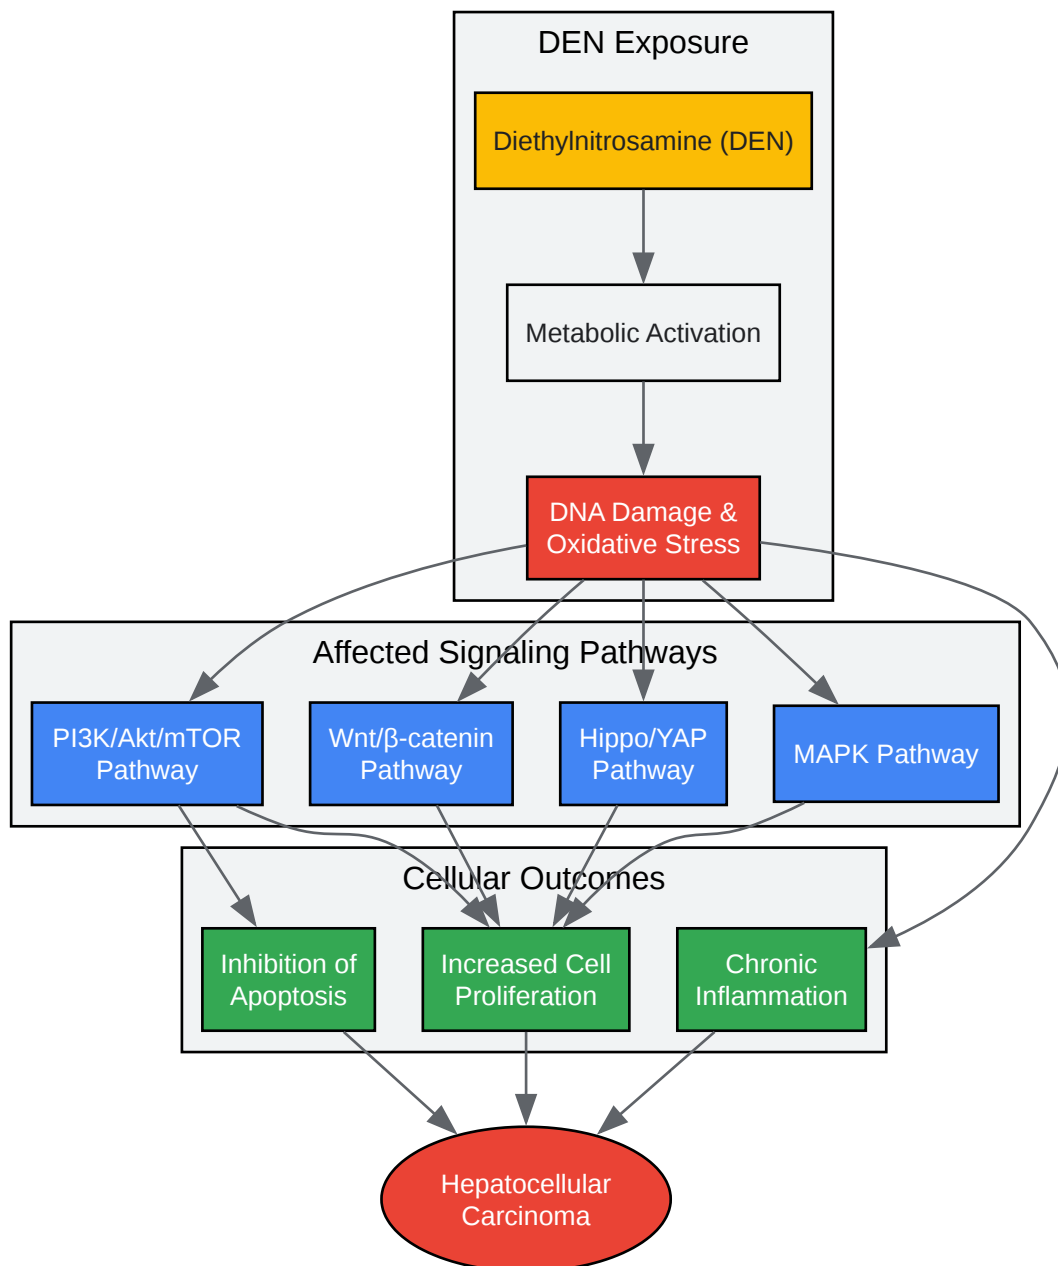 DEN Exposure
Diethylnitrosamine (DEN)
Metabolic Activation
DNA Damage &
Oxidative Stress
Affected Signaling Pathways
PI3K/Akt/mTOR
Pathway
Wnt/β-catenin
Pathway
Hippo/YAP
Pathway
MAPK Pathway
Cellular Outcomes
Inhibition of
Apoptosis
Increased Cell
Proliferation
Chronic
Inflammation
Hepatocellular
Carcinoma